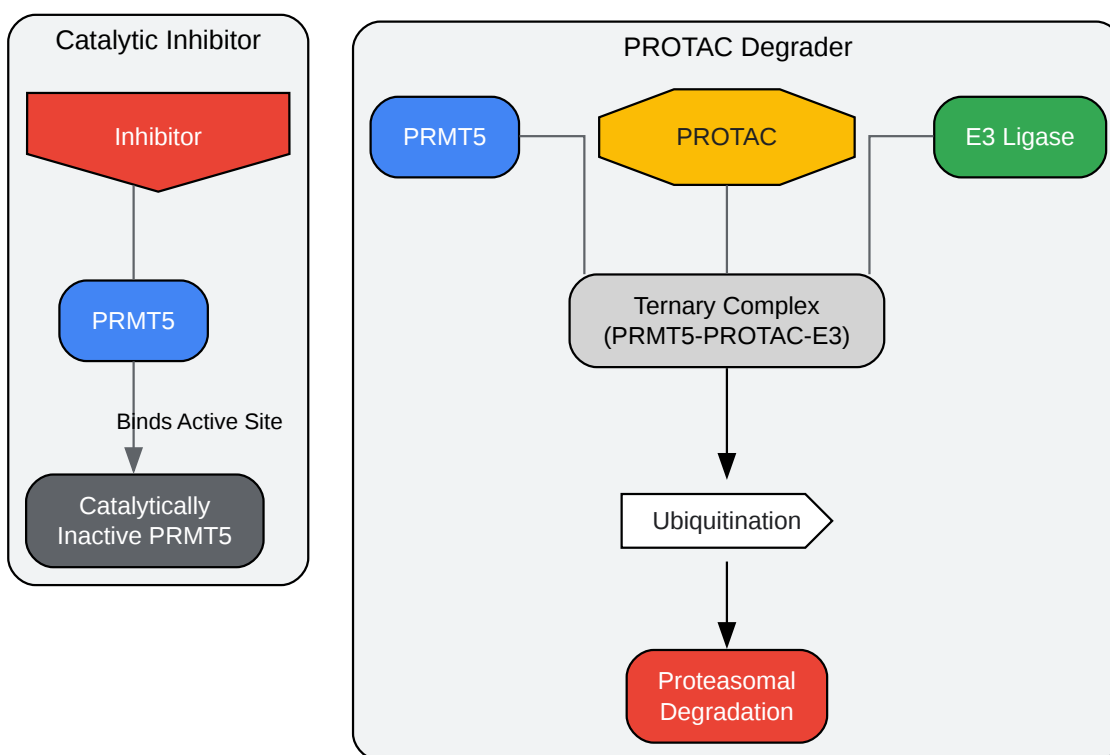 Catalytic Inhibitor
Inhibitor
PRMT5
Binds Active Site
Catalytically
Inactive PRMT5
PROTAC Degrader
PRMT5
PROTAC
E3 Ligase
Ternary Complex
(PRMT5-PROTAC-E3)
Ubiquitination
Proteasomal
Degradation